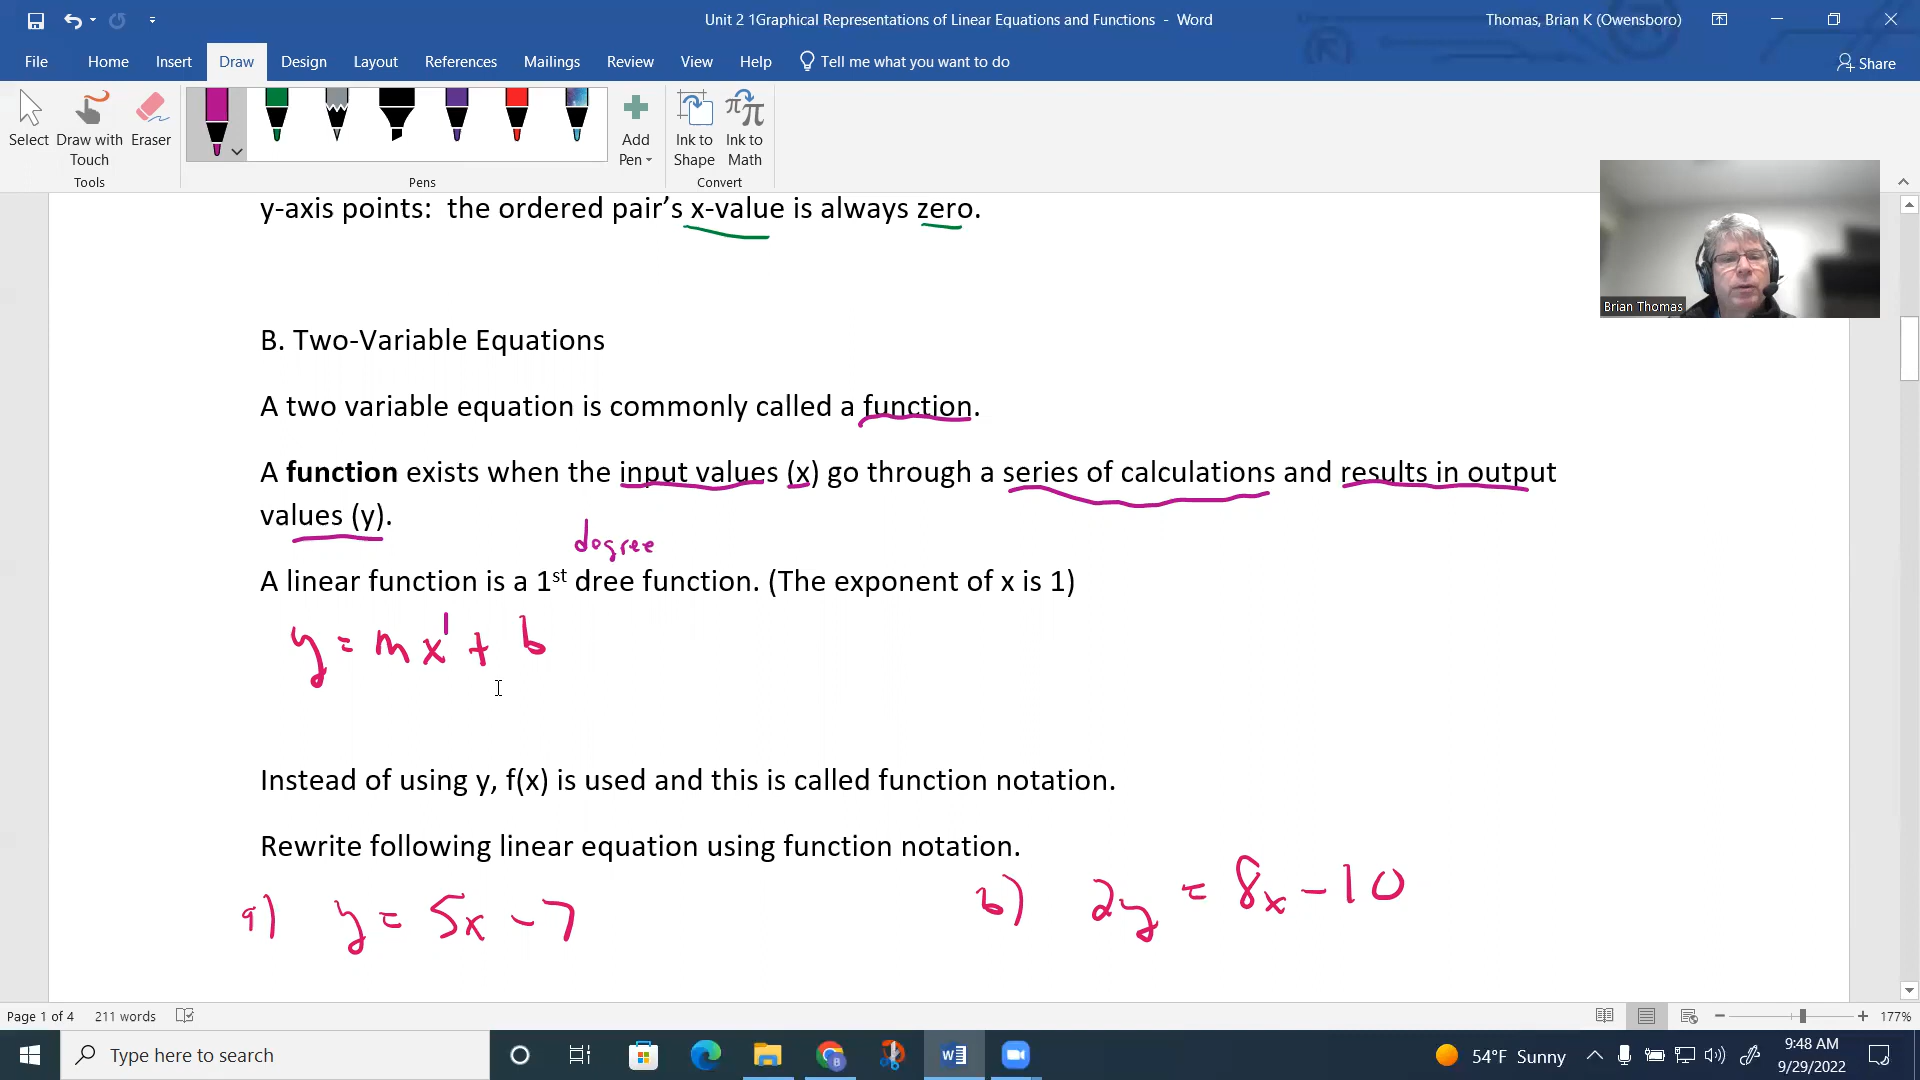 Unit 2 1Graphical Representations of Linear Equations and Functions - Word
Thomas, Brian K (Owensboro)
File Home Insert Draw Design Layout References Mailings Review View Help Tell me what you want to do Share
Select Draw with Touch Eraser Add Pen Ink to Shape Ink to Math
Tools Pens Convert
y-axis points: the ordered pair's x-value is always zero.
Brian Thomas
B. Two-Variable Equations
A two variable equation is commonly called a function.
A function exists when the input values (x) go through a series of calculations and results in output
values (y).
degree
A linear function is a 1st dree function. (The exponent of x is 1)
y = mx¹ + b
Instead of using y, f(x) is used and this is called function notation.
Rewrite following linear equation using function notation.
a) y = 5x - 7 b) 2y = 8x - 10
Page 1 of 4 211 words 177%
Type here to search 54°F Sunny 9:48 AM
9/29/2022